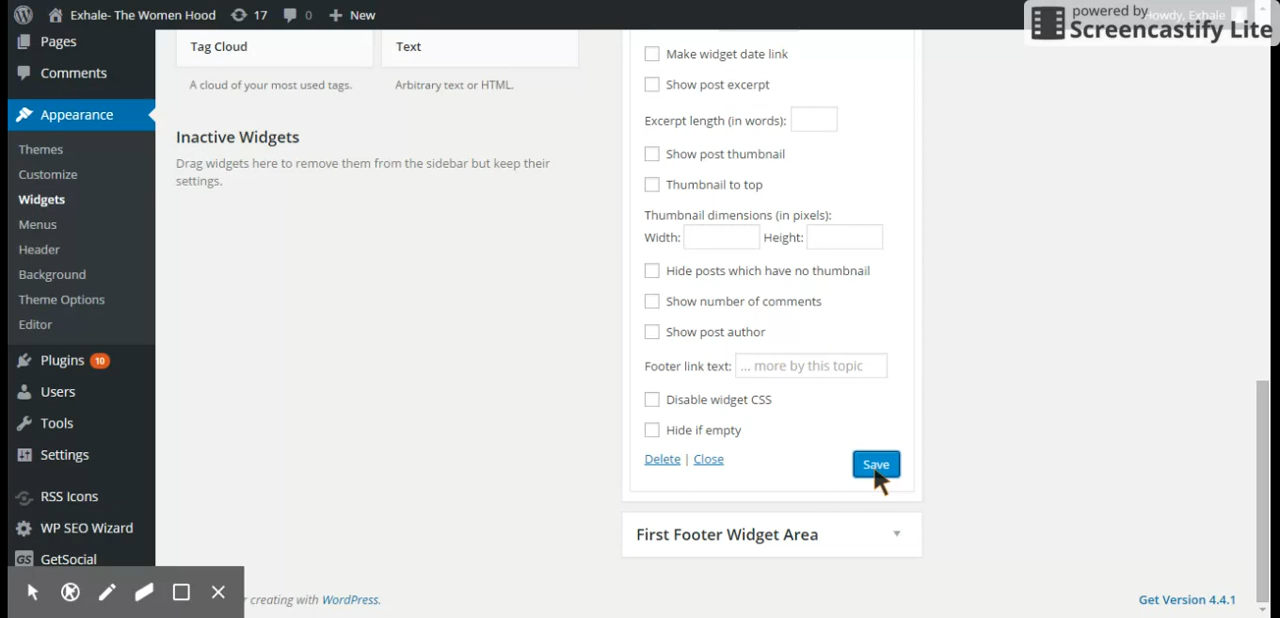 Exhale- The Women Hood 17 0 New Howdy, Exhale
powered by
Screencastify Lite
Pages
Comments
Appearance
Themes
Customize
Widgets
Menus
Header
Background
Theme Options
Editor
Plugins 10
Users
Tools
Settings
RSS Icons
WP SEO Wizard
GS GetSocial
Tag Cloud
A cloud of your most used tags.
Text
Arbitrary text or HTML.
Inactive Widgets
Drag widgets here to remove them from the sidebar but keep their
settings.
Make widget date link
Show post excerpt
Excerpt length (in words):
Show post thumbnail
Thumbnail to top
Thumbnail dimensions (in pixels):
Width: Height:
Hide posts which have no thumbnail
Show number of comments
Show post author
Footer link text: ... more by this topic
Disable widget CSS
Hide if empty
Delete | Close Save
First Footer Widget Area
creating with WordPress. Get Version 4.4.1